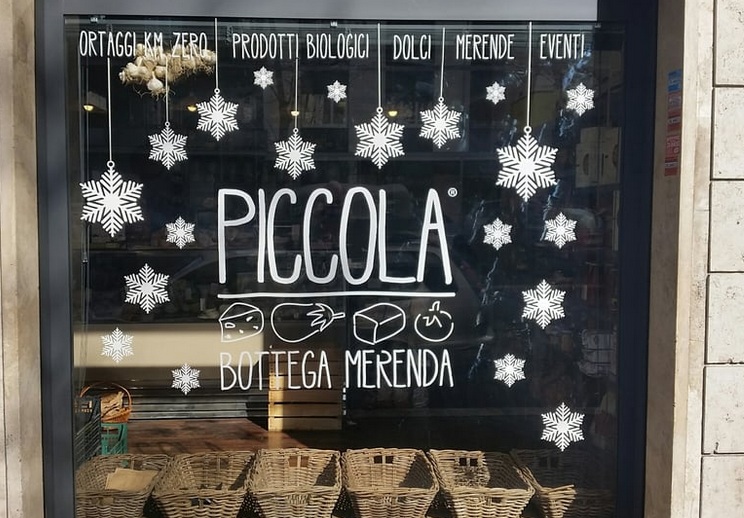 ORTAGGI KM ZERO PRODOTTI BIOLOGICI DOLCI MERENDE EVENTI
PICCOLA®
BOTTEGA MERENDA